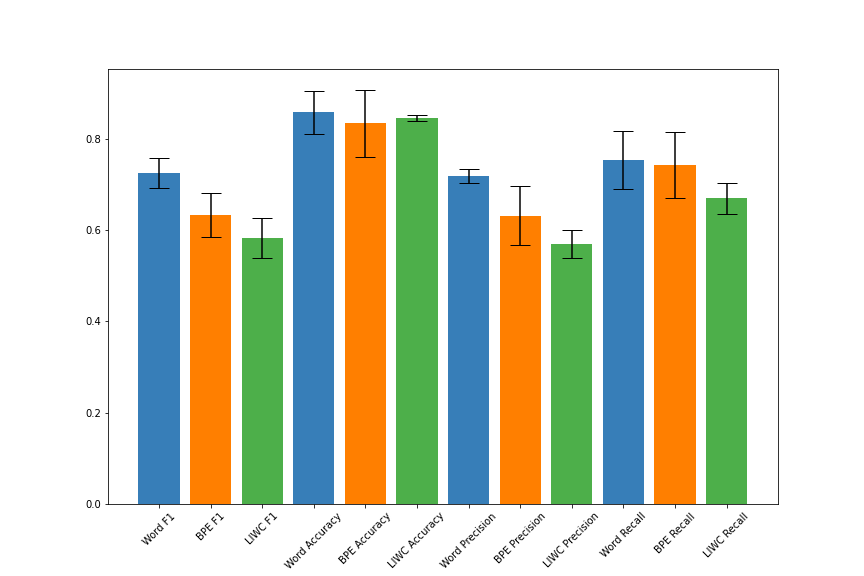 0.8
0.6
0.4
0.2
0.0
Word F1
BPE F1
LIWC F1
Word Accuracy
BPE Accuracy
LIWC Accuracy
Word Precision
BPE Precision
LIWC Precision
Word Recall
BPE Recall
LIWC Recall